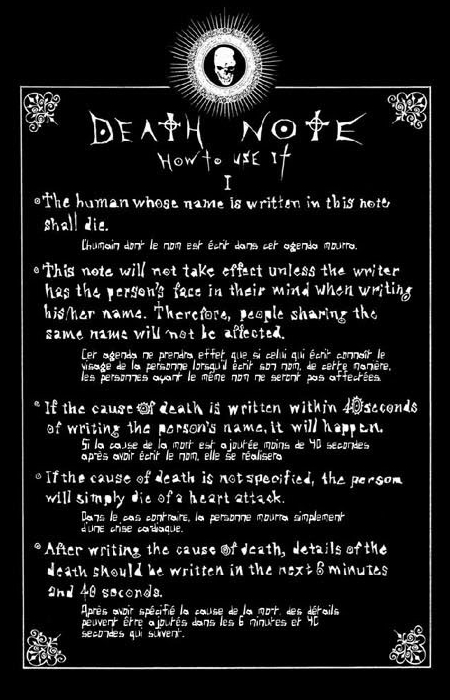 DEATH NOTE
How to use it
I
The human whose name is written in this note
shall die.
L'humain dont le nom est écrit dans cet agenda mourra.
This note will not take effect unless the writer
has the person's face in their mind when writing
his/her name. Therefore, people sharing the
same name will not be affected.
Cet agenda ne prendra effet que si celui qui écrit connaît le
visage de la personne lorsqu'il écrit son nom, de cette manière,
les personnes ayant le même nom ne seront pas affectées.
If the cause of death is written within 40 seconds
of writing the person's name, it will happen.
Si la cause de la mort est ajoutée moins de 40 secondes
après avoir écrit le nom, elle se réalisera
If the cause of death is not specified, the person
will simply die of a heart attack.
Dans le cas contraire, la personne mourra simplement
d'une crise cardiaque.
After writing the cause of death, details of the
death should be written in the next 6 minutes
and 40 seconds.
Après avoir spécifié la cause de la mort, des détails
peuvent être ajoutés dans les 6 minutes et 40
secondes qui suivent.